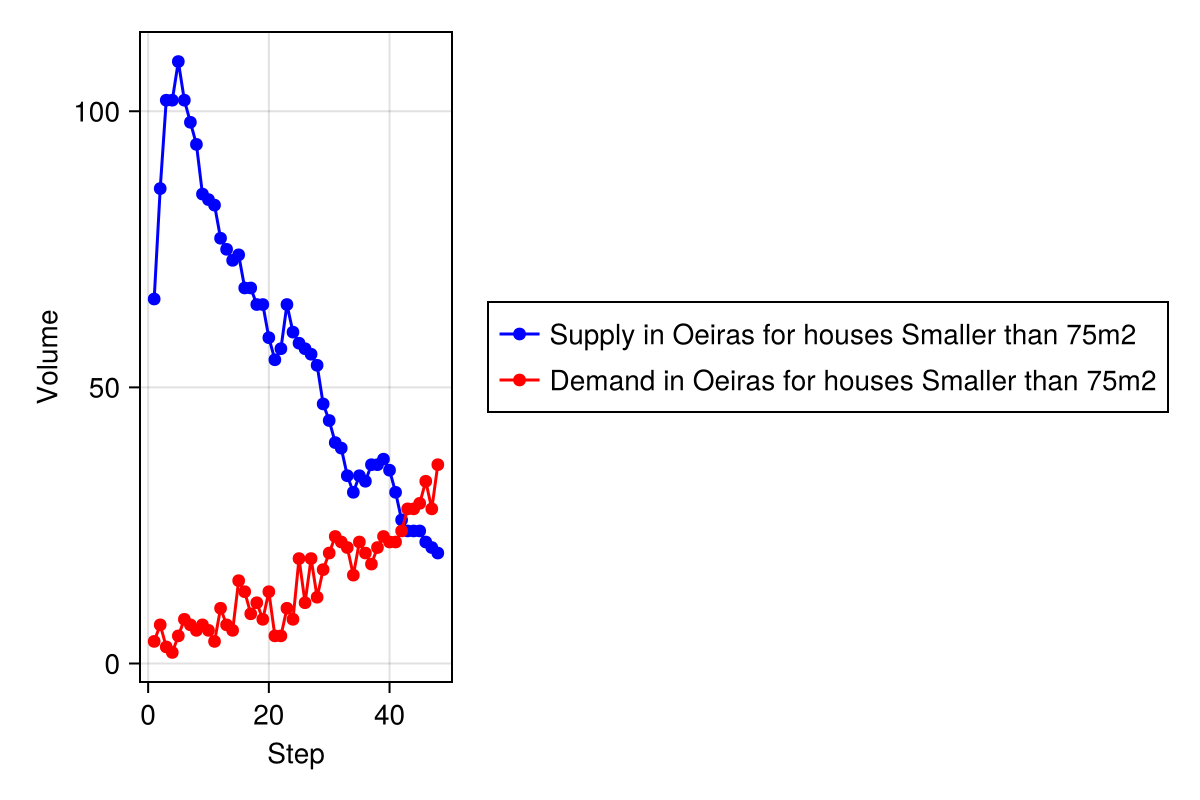 100
50
0
Volume
0 20 40
Step
Supply in Oeiras for houses Smaller than 75m2
Demand in Oeiras for houses Smaller than 75m2